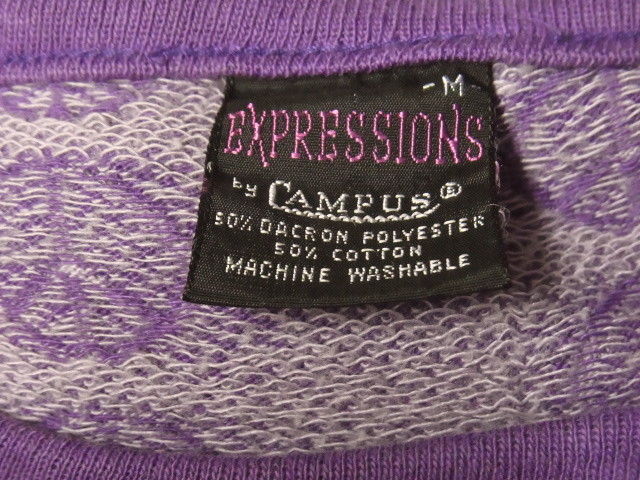 -M-
EXPRESSIONS
by CAMPUS®
50% DACRON POLYESTER
50% COTTON
MACHINE WASHABLE